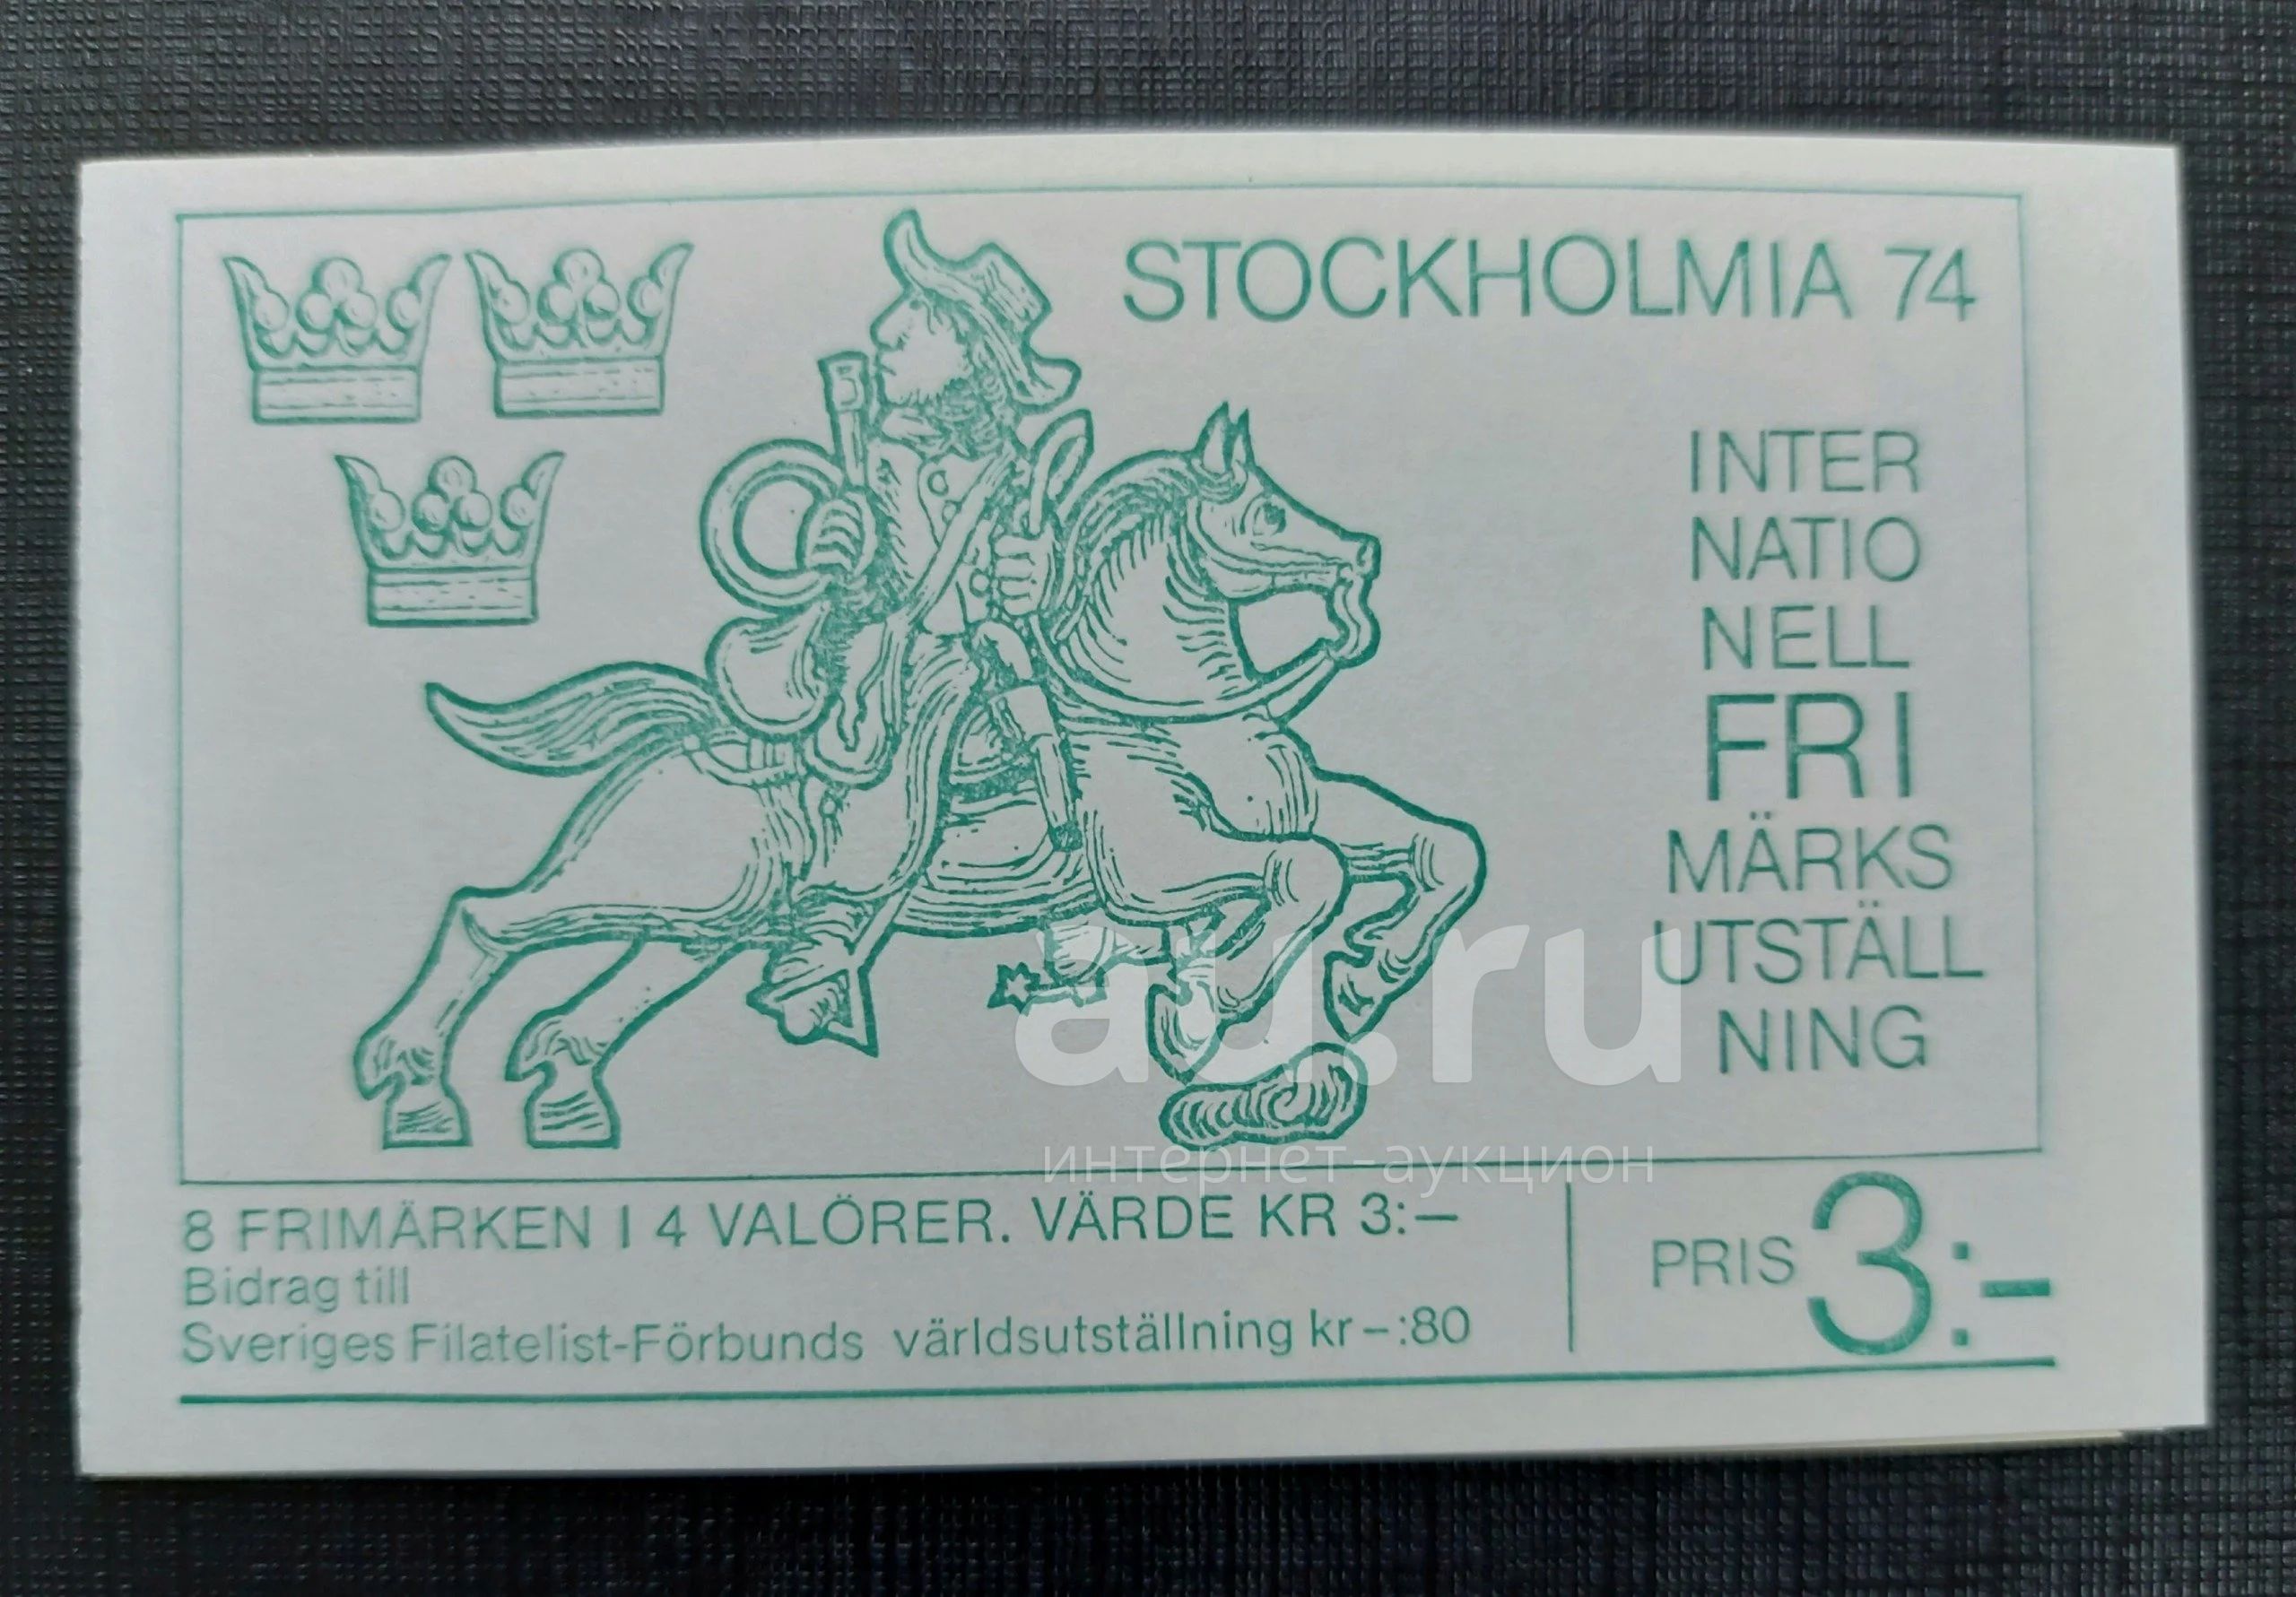 STOCKHOLMIA 74
INTER
NATIO
NELL
FRI
MÄRKS
UTSTÄLL
NING
8 FRIMÄRKEN I 4 VALÖRER. VÄRDE KR 3:–
Bidrag till
Sveriges Filatelist-Förbunds världsutställning kr –:80
PRIS 3:–
au.ru
интернет-аукцион